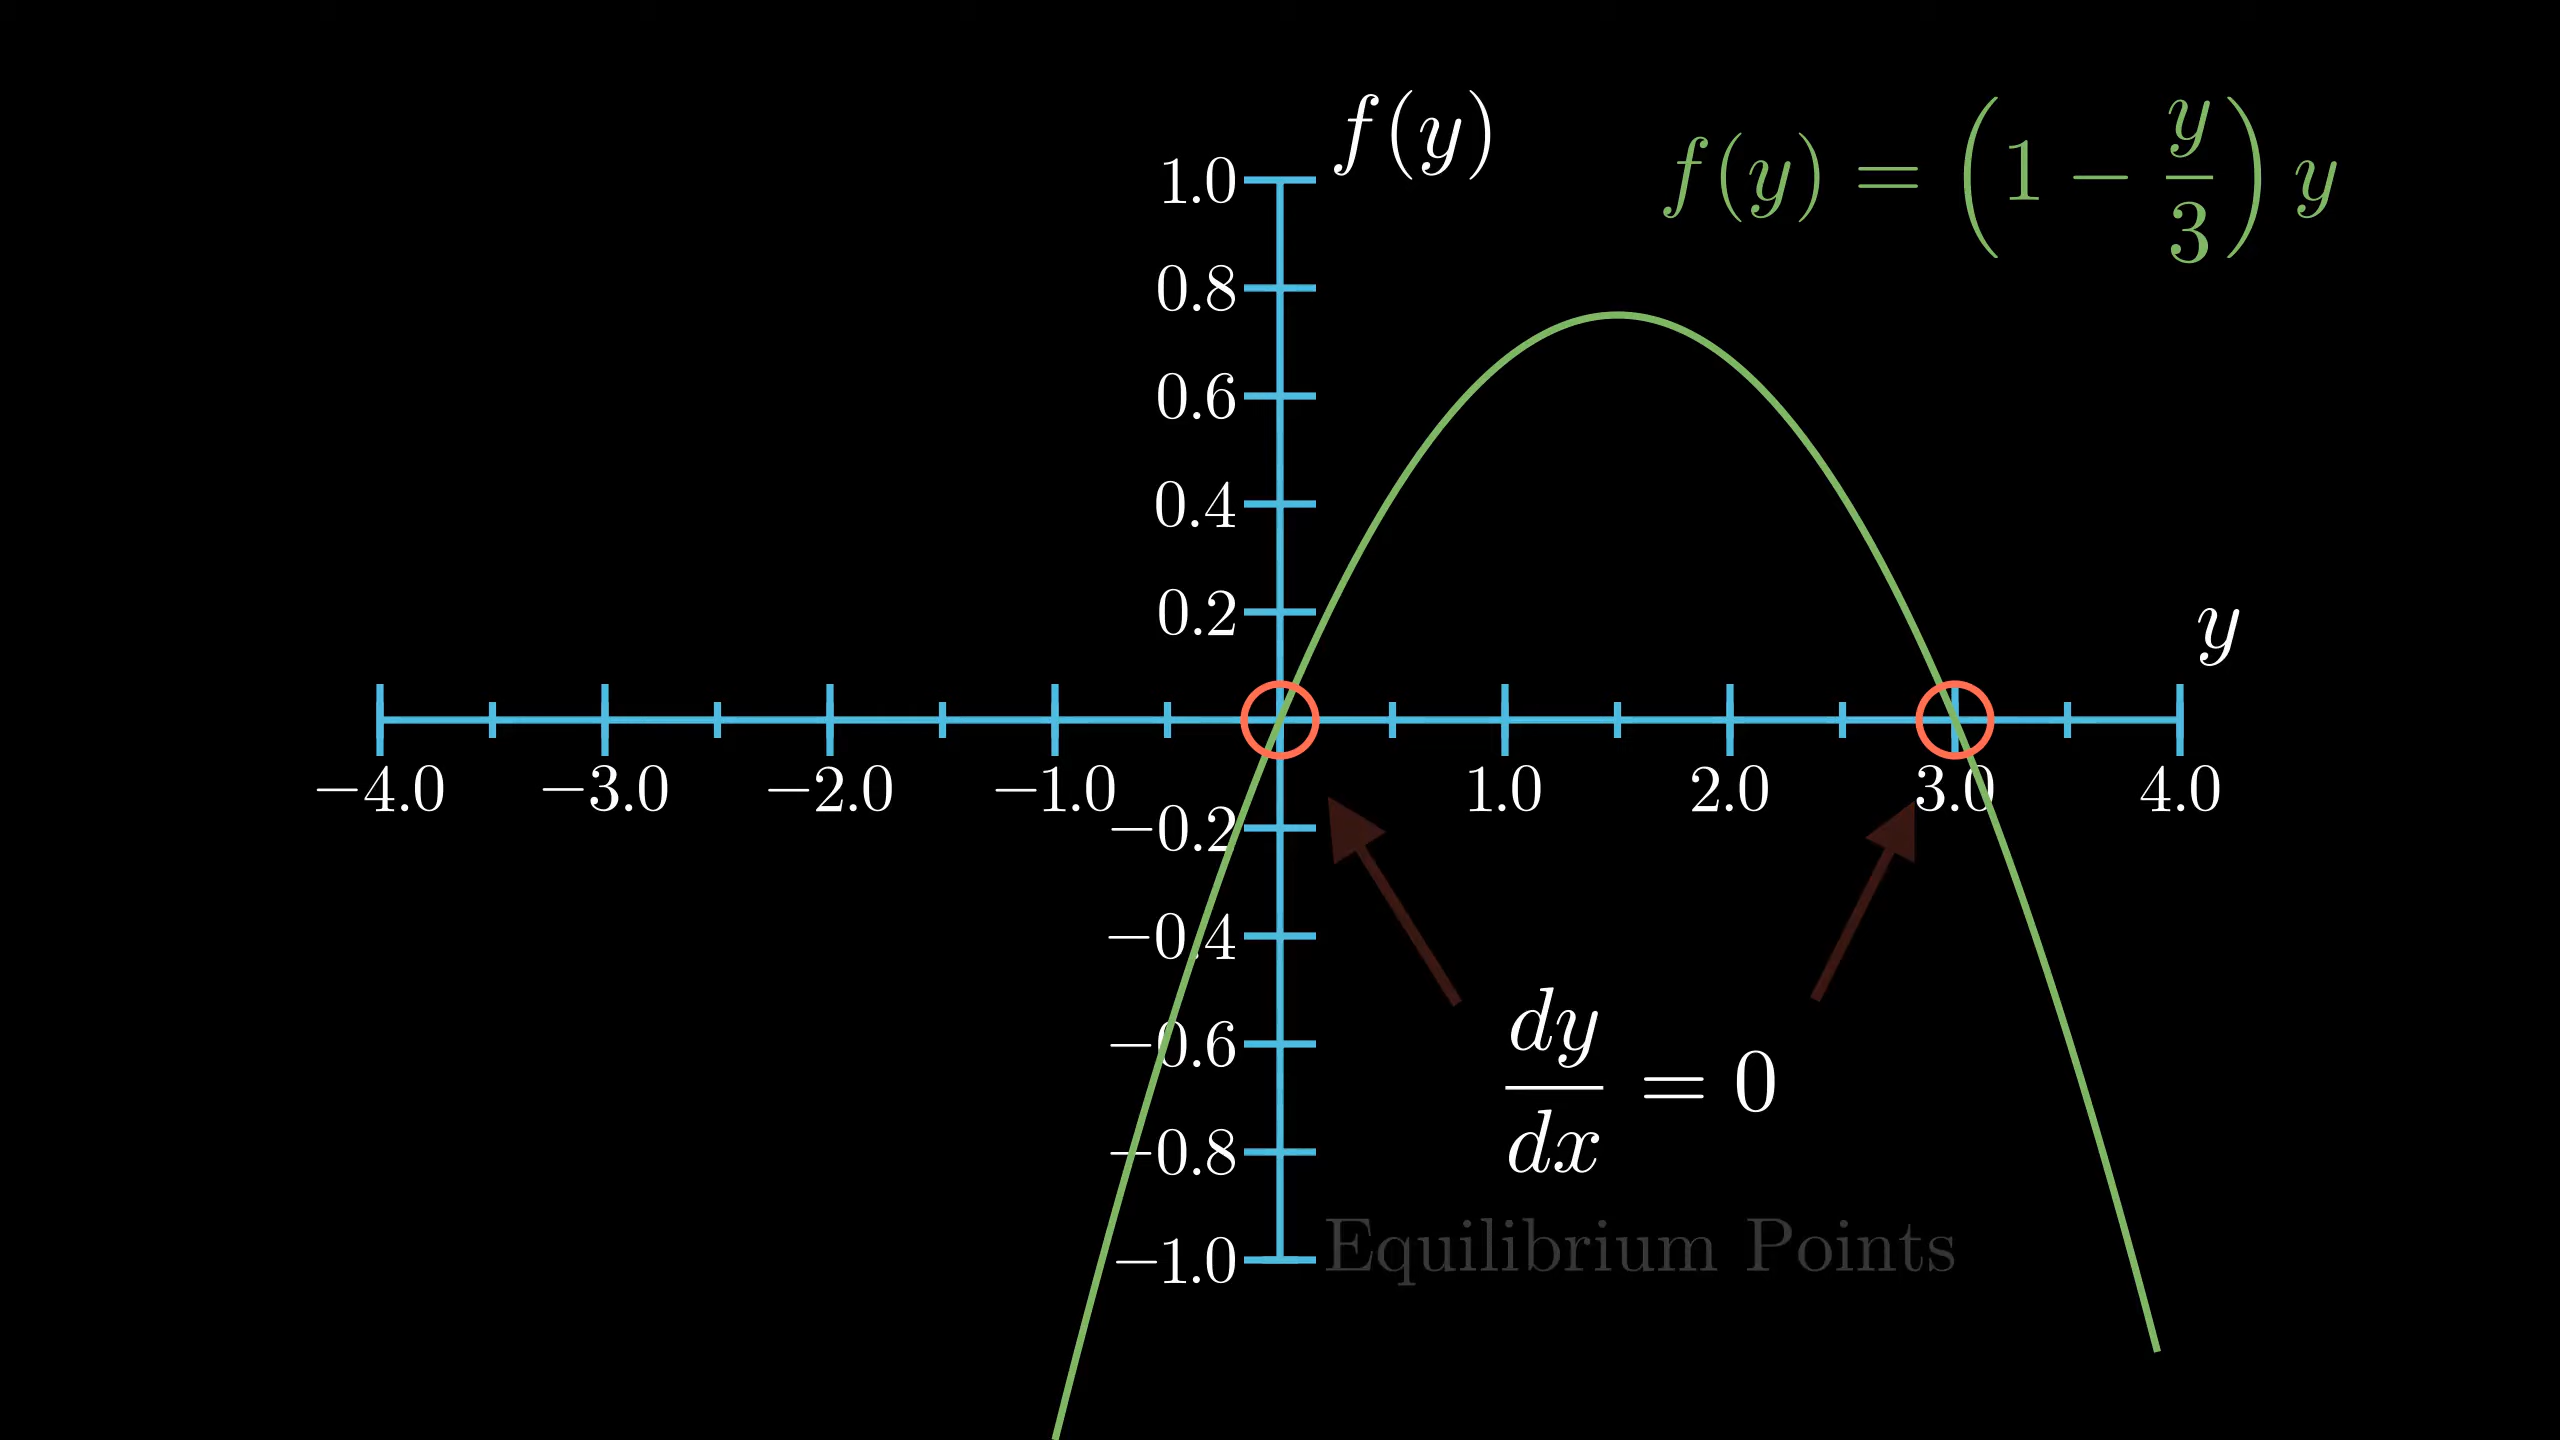 f(y)
f(y) = (1 − y/3) y
1.0
0.8
0.6
0.4
0.2
y
−4.0 −3.0 −2.0 −1.0 1.0 2.0 3.0 4.0
−0.2
−0.4
−0.6
−0.8
−1.0
dy/dx = 0
Equilibrium Points